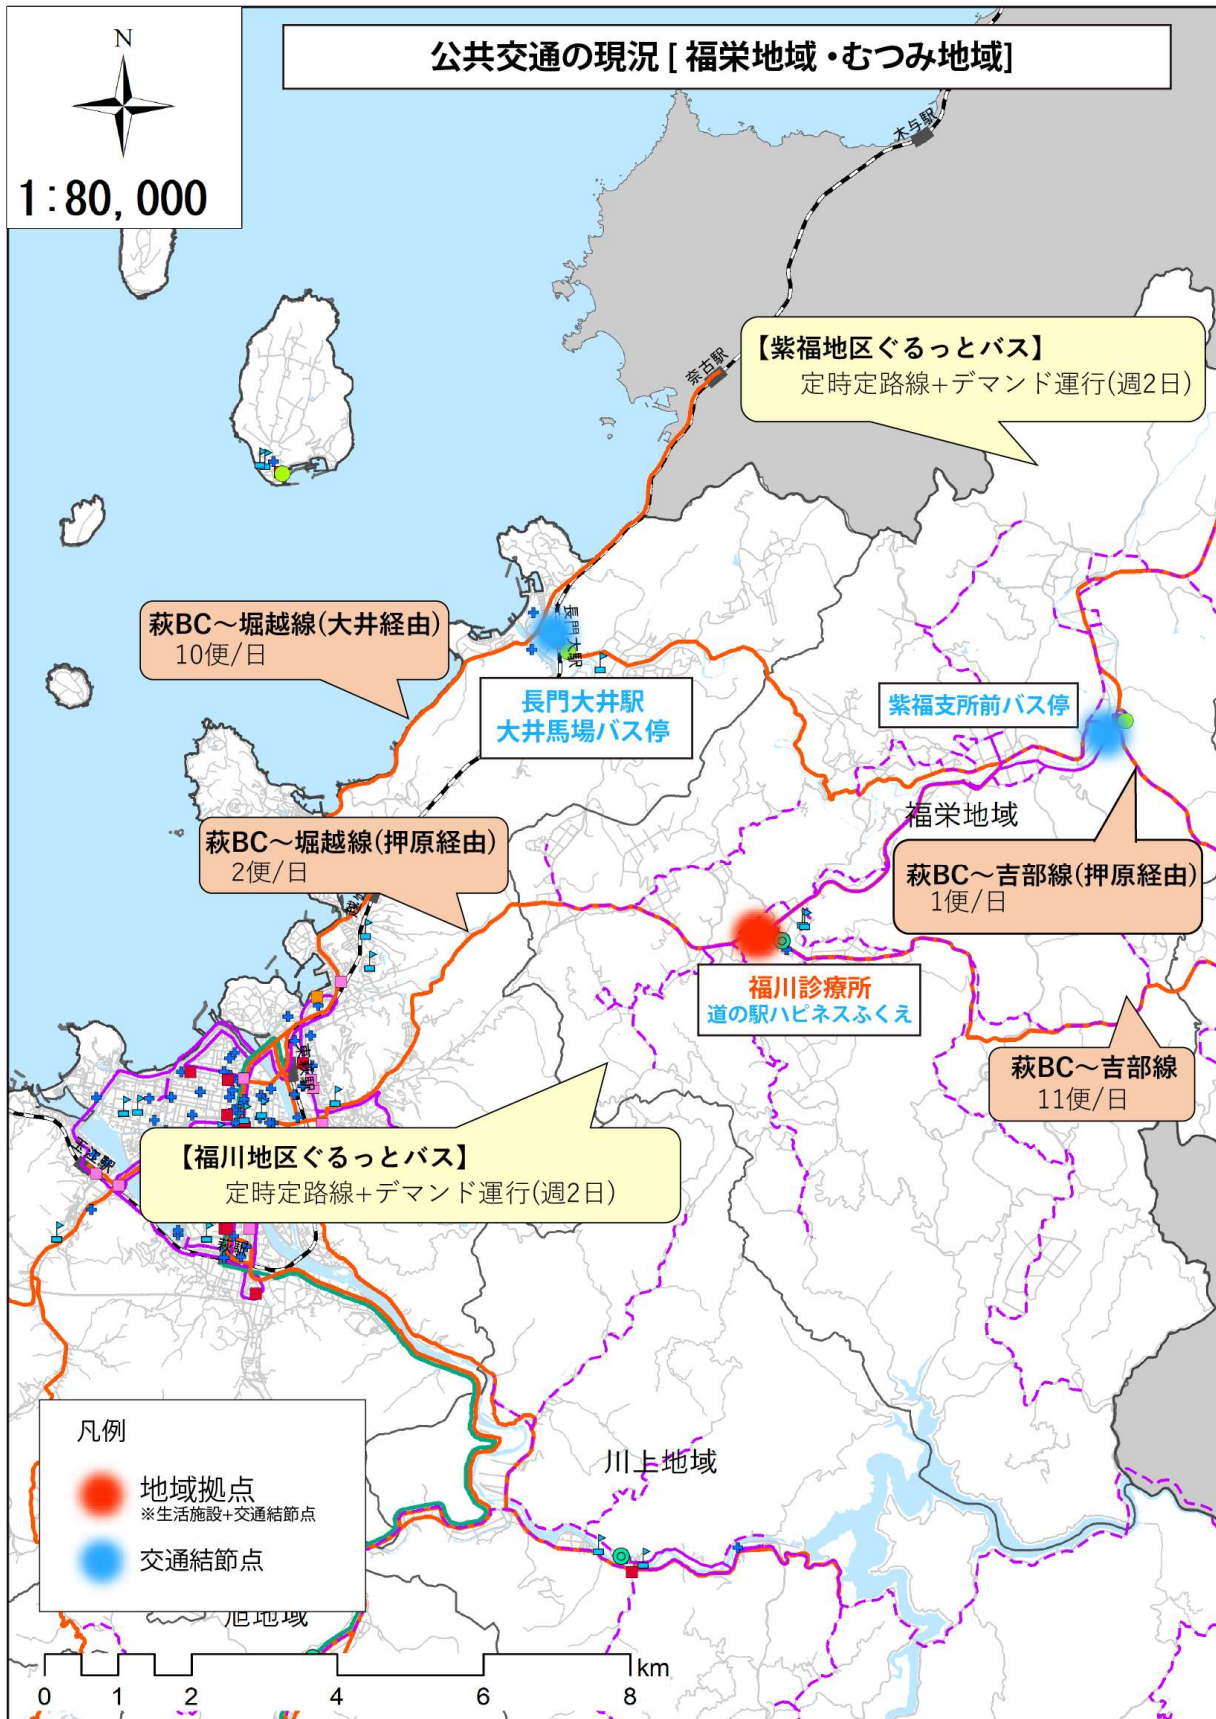 公共交通の現況 [ 福栄地域・むつみ地域]
N
1:80,000
木与駅
奈古駅
【紫福地区ぐるっとバス】
定時定路線+デマンド運行(週2日)
萩BC～堀越線(大井経由)
10便/日
長門大井駅
大井馬場バス停
紫福支所前バス停
福栄地域
萩BC～堀越線(押原経由)
2便/日
萩BC～吉部線(押原経由)
1便/日
福川診療所
道の駅ハピネスふくえ
萩BC～吉部線
11便/日
東萩駅
玉江駅
【福川地区ぐるっとバス】
定時定路線+デマンド運行(週2日)
萩駅
川上地域
凡例
地域拠点
※生活施設+交通結節点
交通結節点
旭地域
km
0 1 2 4 6 8